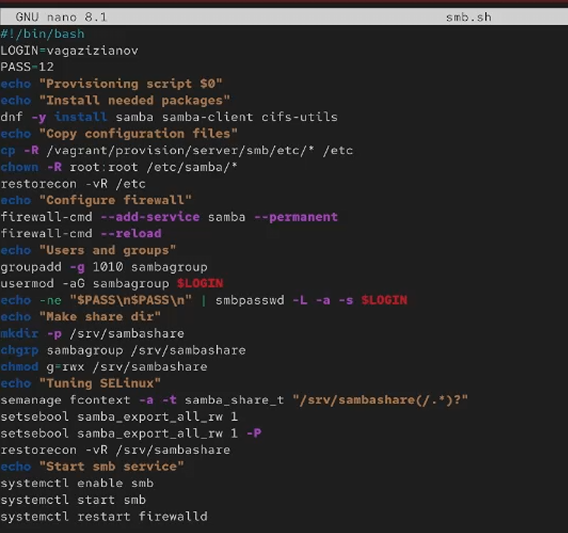 GNU nano 8.1 smb.sh
#!/bin/bash
LOGIN=vagazizianov
PASS=12
echo "Provisioning script $0"
echo "Install needed packages"
dnf -y install samba samba-client cifs-utils
echo "Copy configuration files"
cp -R /vagrant/provision/server/smb/etc/* /etc
chown -R root:root /etc/samba/*
restorecon -vR /etc
echo "Configure firewall"
firewall-cmd --add-service samba --permanent
firewall-cmd --reload
echo "Users and groups"
groupadd -g 1010 sambagroup
usermod -aG sambagroup $LOGIN
echo -ne "$PASS\n$PASS\n" | smbpasswd -L -a -s $LOGIN
echo "Make share dir"
mkdir -p /srv/sambashare
chgrp sambagroup /srv/sambashare
chmod g=rwx /srv/sambashare
echo "Tuning SELinux"
semanage fcontext -a -t samba_share_t "/srv/sambashare(/.*)?"
setsebool samba_export_all_rw 1
setsebool samba_export_all_rw 1 -P
restorecon -vR /srv/sambashare
echo "Start smb service"
systemctl enable smb
systemctl start smb
systemctl restart firewalld